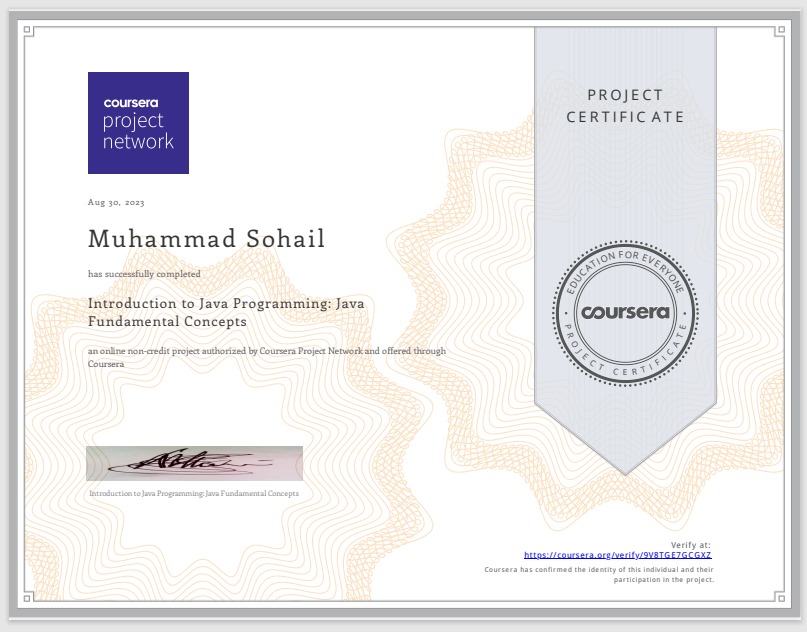 coursera
project
network
PROJECT
CERTIFICATE
Aug 30, 2023
Muhammad Sohail
has successfully completed
Introduction to Java Programming: Java
Fundamental Concepts
an online non-credit project authorized by Coursera Project Network and offered through
Coursera
EDUCATION FOR EVERYONE
coursera
PROJECT CERTIFICATE
Introduction to Java Programming: Java Fundamental Concepts
Verify at:
https://coursera.org/verify/9V8TGE7GCGXZ
Coursera has confirmed the identity of this individual and their
participation in the project.